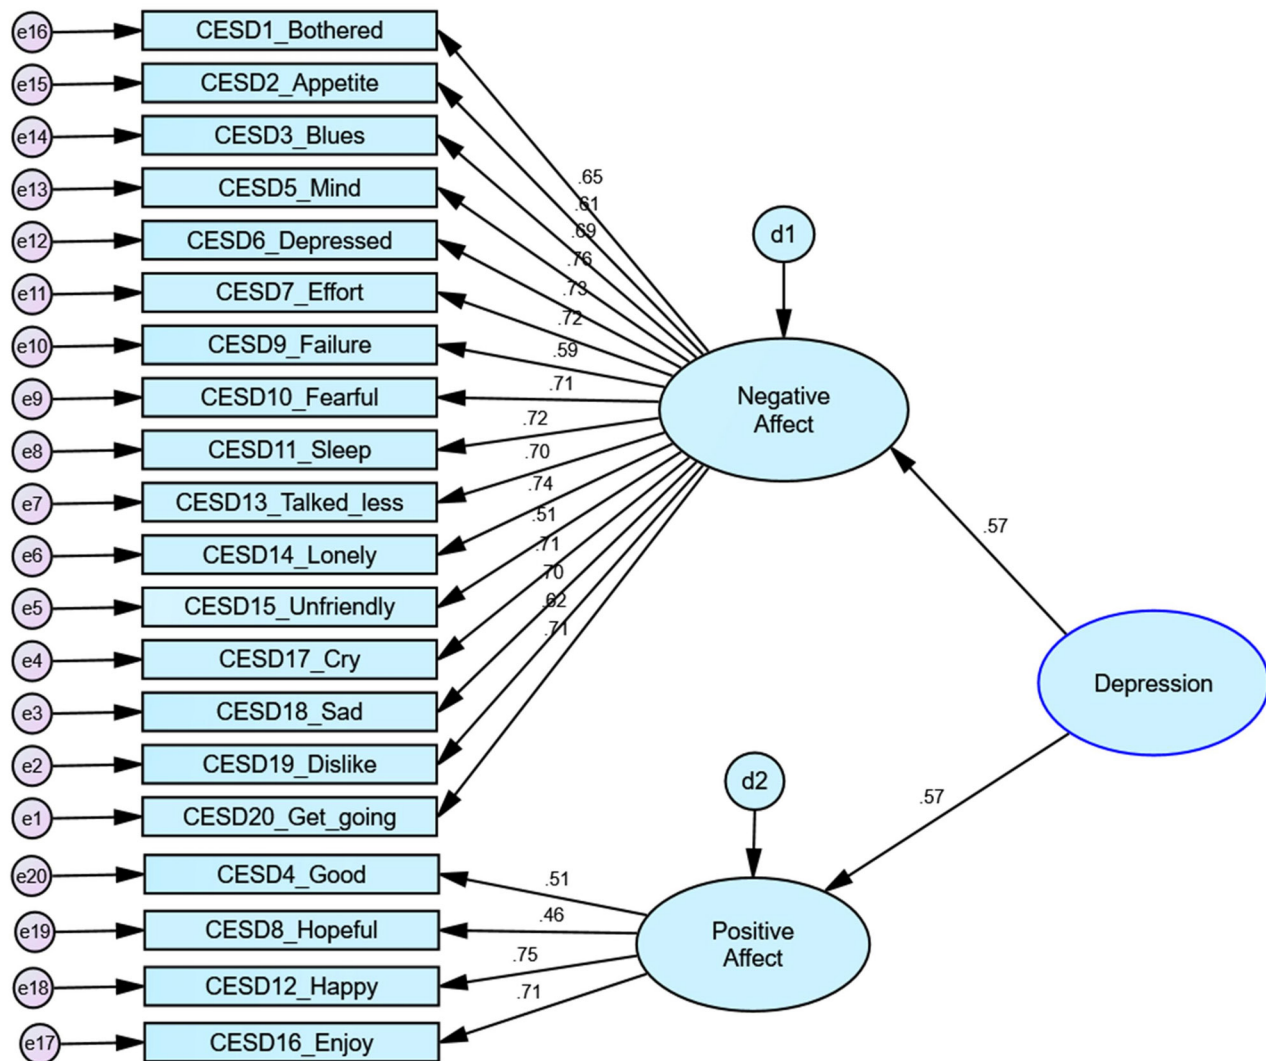 e16
CESD1_Bothered
e15
CESD2_Appetite
e14
CESD3_Blues
e13
CESD5_Mind
.65
.61
e12
CESD6_Depressed
.69
d1
.76
e11
CESD7_Effort
.73
.72
e10
CESD9_Failure
.59
e9
CESD10_Fearful
.71
Negative
Affect
e8
CESD11_Sleep
.72
.70
e7
CESD13_Talked_less
.74
.51
.57
e6
CESD14_Lonely
.71
.70
e5
CESD15_Unfriendly
.62
.71
e4
CESD17_Cry
Depression
e3
CESD18_Sad
e2
CESD19_Dislike
d2
.57
e1
CESD20_Get_going
e20
CESD4_Good
.51
e19
CESD8_Hopeful
.46
Positive
Affect
.75
e18
CESD12_Happy
.71
e17
CESD16_Enjoy